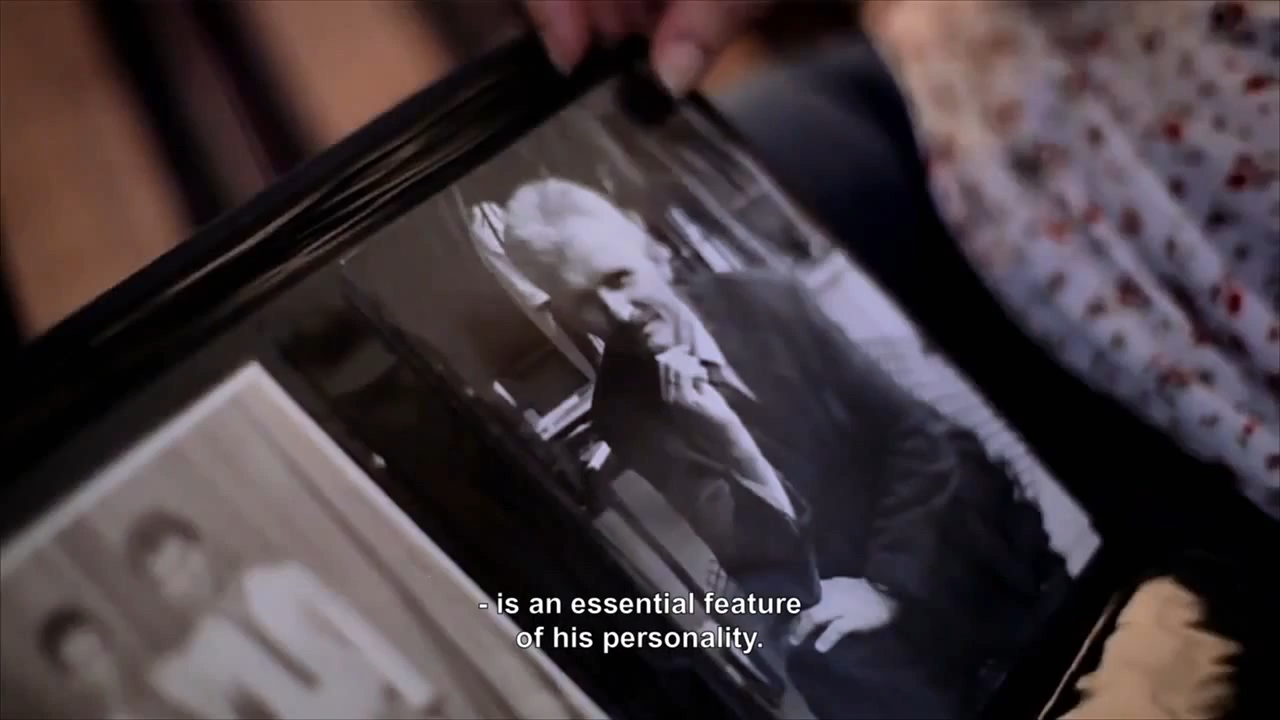 - is an essential feature
of his personality.